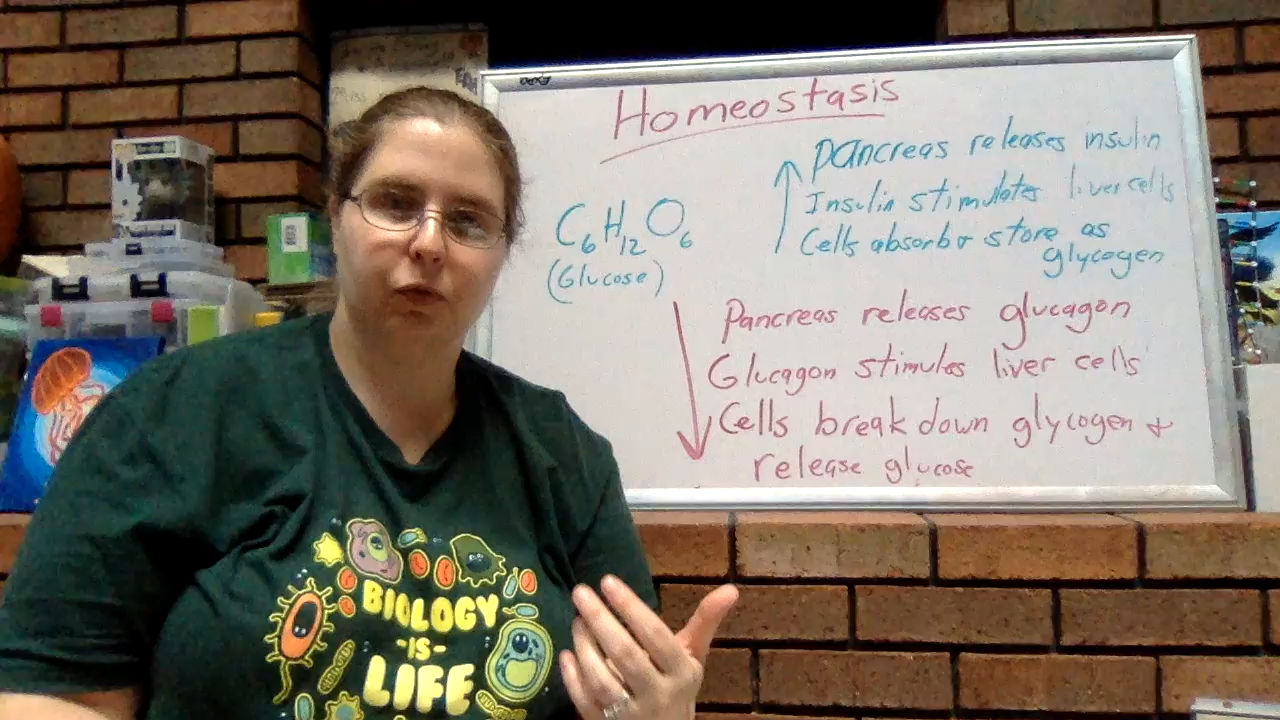 Homeostasis
C6H12O6
(Glucose)
↑ Pancreas releases insulin
Insulin stimulates liver cells
Cells absorb & store as
glycogen
↓ Pancreas releases glucagon
Glucagon stimules liver cells
Cells break down glycogen &
release glucose
BIOLOGY
-IS-
LIFE